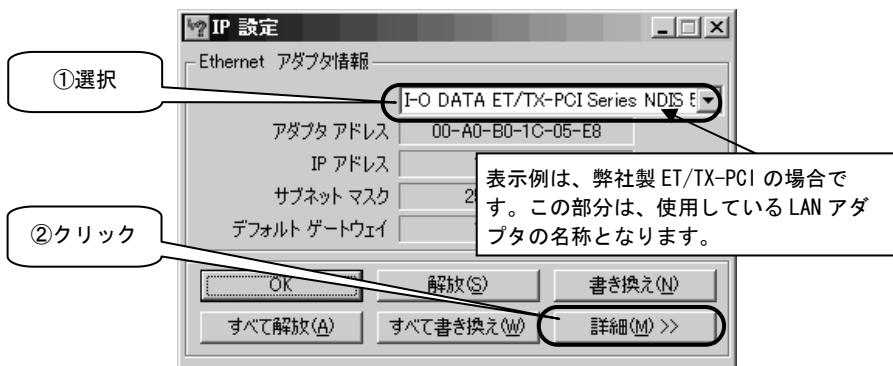 IP 設定
Ethernet アダプタ情報
①選択
I-O DATA ET/TX-PCI Series NDIS 5
アダプタ アドレス 00-A0-B0-1C-05-E8
IP アドレス
サブネット マスク
デフォルト ゲートウェイ
表示例は、弊社製 ET/TX-PCI の場合で
す。この部分は、使用している LAN アダ
プタの名称となります。
②クリック
OK 解放(S) 書き換え(N)
すべて解放(A) すべて書き換え(W) 詳細(M) >>